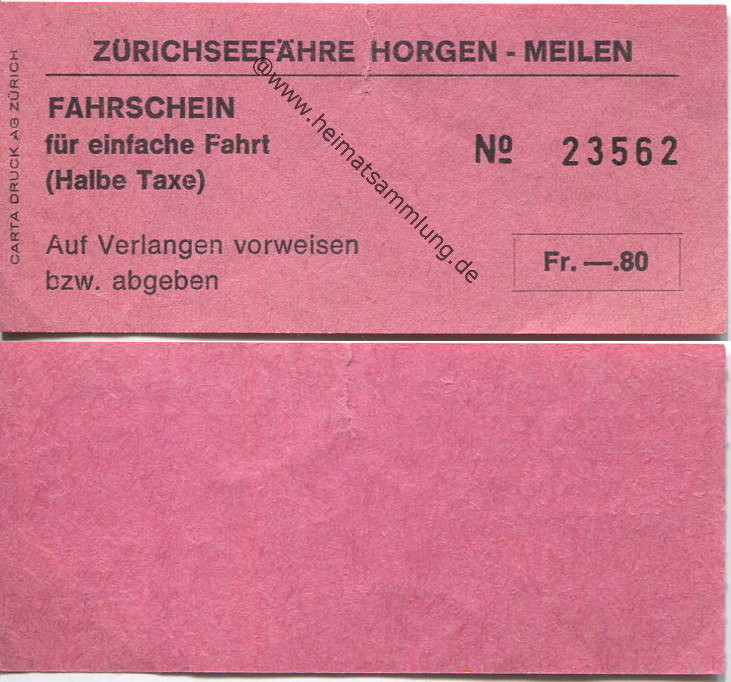 ZÜRICHSEEFÄHRE HORGEN - MEILEN
FAHRSCHEIN
für einfache Fahrt
(Halbe Taxe)
Nº 23562
Auf Verlangen vorweisen
bzw. abgeben
Fr. —.80
CARTA DRUCK AG ZÜRICH
@www.heimatsammlung.de